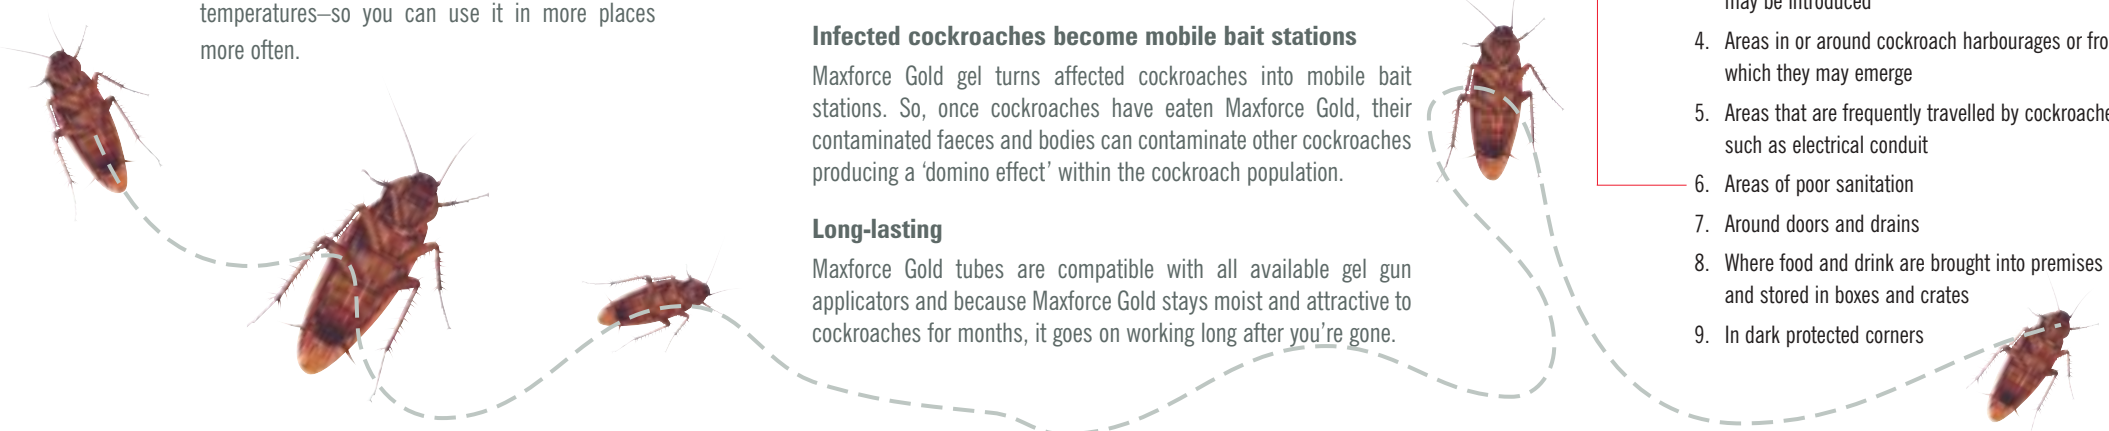 temperatures–so you can use it in more places
more often.
Infected cockroaches become mobile bait stations
Maxforce Gold gel turns affected cockroaches into mobile bait
stations. So, once cockroaches have eaten Maxforce Gold, their
contaminated faeces and bodies can contaminate other cockroaches
producing a ‘domino effect’ within the cockroach population.
Long-lasting
Maxforce Gold tubes are compatible with all available gel gun
applicators and because Maxforce Gold stays moist and attractive to
cockroaches for months, it goes on working long after you’re gone.
may be introduced
4. Areas in or around cockroach harbourages or fro
which they may emerge
5. Areas that are frequently travelled by cockroache
such as electrical conduit
6. Areas of poor sanitation
7. Around doors and drains
8. Where food and drink are brought into premises
and stored in boxes and crates
9. In dark protected corners